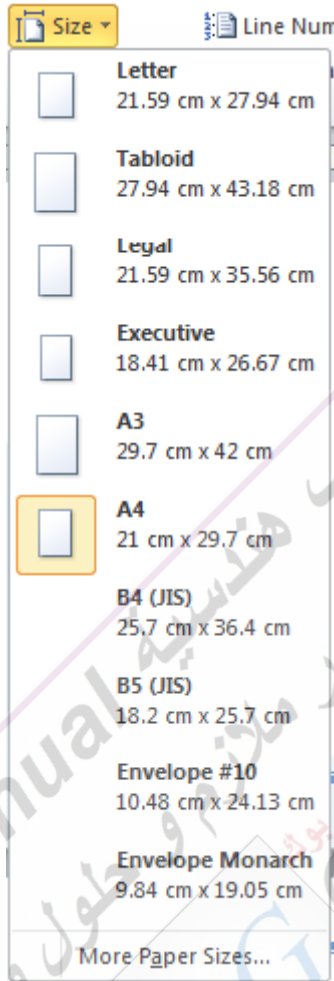 Size
Line Num
Letter
21.59 cm x 27.94 cm
Tabloid
27.94 cm x 43.18 cm
Legal
21.59 cm x 35.56 cm
Executive
18.41 cm x 26.67 cm
A3
29.7 cm x 42 cm
A4
21 cm x 29.7 cm
B4 (JIS)
25.7 cm x 36.4 cm
B5 (JIS)
18.2 cm x 25.7 cm
Envelope #10
10.48 cm x 24.13 cm
Envelope Monarch
9.84 cm x 19.05 cm
More Paper Sizes...
هندسية
ملازم و حلول
nual
G